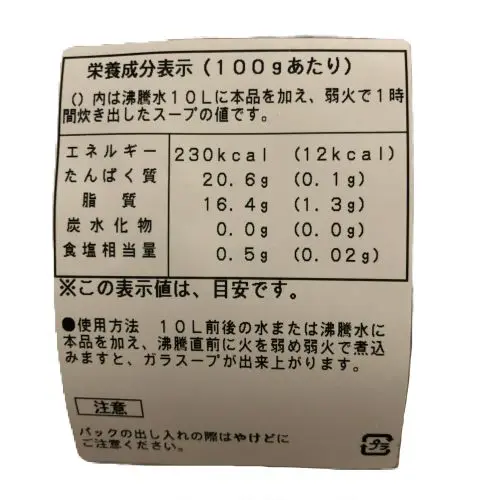 栄養成分表示（１００ｇあたり）
（）内は沸騰水１０Ｌに本品を加え、弱火で１時
間炊き出したスープの値です。
エネルギー 230kcal (12kcal)
たんぱく質 20.6g (0.1g)
脂質 16.4g (1.3g)
炭水化物 0.0g (0.0g)
食塩相当量 0.5g (0.02g)
※この表示値は、目安です。
●使用方法 １０Ｌ前後の水または沸騰水に
本品を加え、沸騰直前に火を弱め弱火で煮込
みますと、ガラスープが出来上がります。
注意
パックの出し入れの際はやけどに
ご注意ください。
プラ